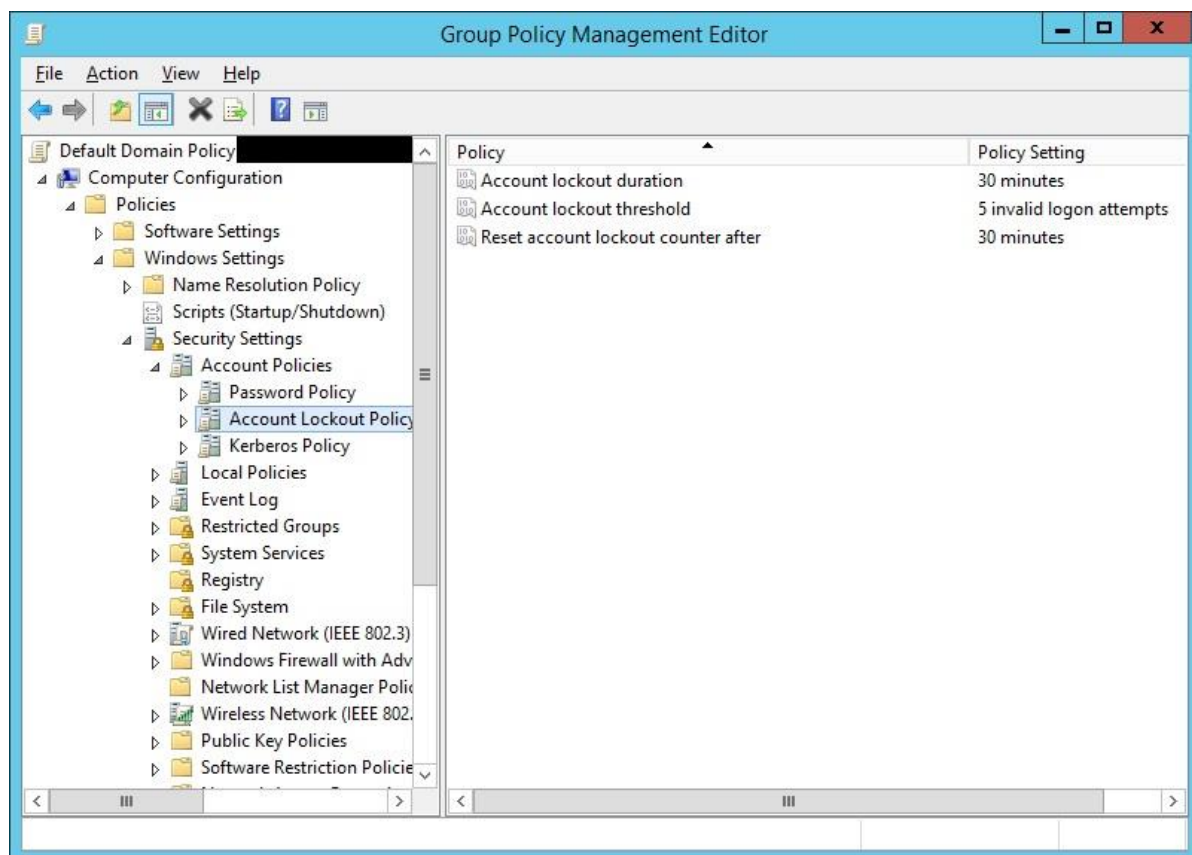 Group Policy Management Editor
File Action View Help
Default Domain Policy
Computer Configuration
Policies
Software Settings
Windows Settings
Name Resolution Policy
Scripts (Startup/Shutdown)
Security Settings
Account Policies
Password Policy
Account Lockout Policy
Kerberos Policy
Local Policies
Event Log
Restricted Groups
System Services
Registry
File System
Wired Network (IEEE 802.3)
Windows Firewall with Adv
Network List Manager Polic
Wireless Network (IEEE 802.
Public Key Policies
Software Restriction Policie
Policy Policy Setting
Account lockout duration 30 minutes
Account lockout threshold 5 invalid logon attempts
Reset account lockout counter after 30 minutes